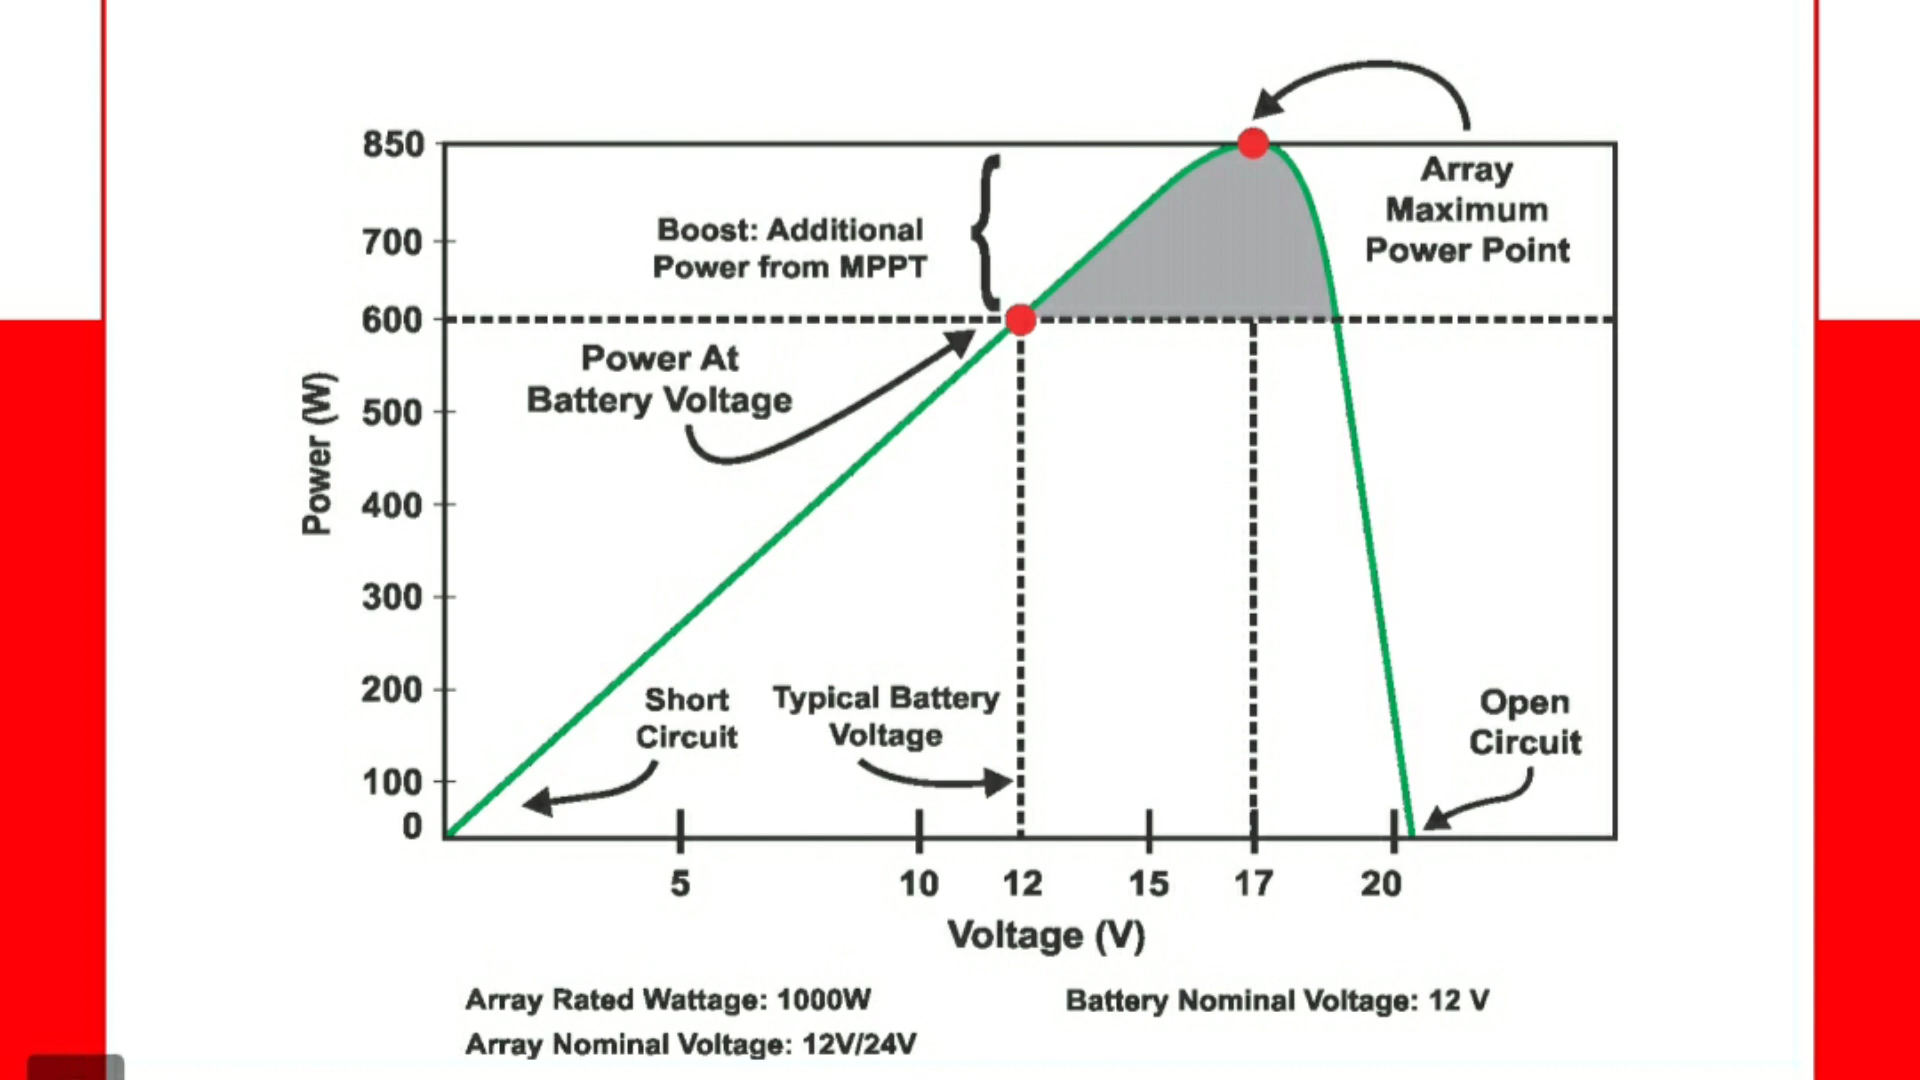 850
Array
Maximum
Power Point
Boost: Additional
Power from MPPT
700
600
Power At
Battery Voltage
Power (W)
500
400
300
200
Short
Circuit
Typical Battery
Voltage
Open
Circuit
100
0
5 10 12 15 17 20
Voltage (V)
Array Rated Wattage: 1000W
Battery Nominal Voltage: 12 V
Array Nominal Voltage: 12V/24V